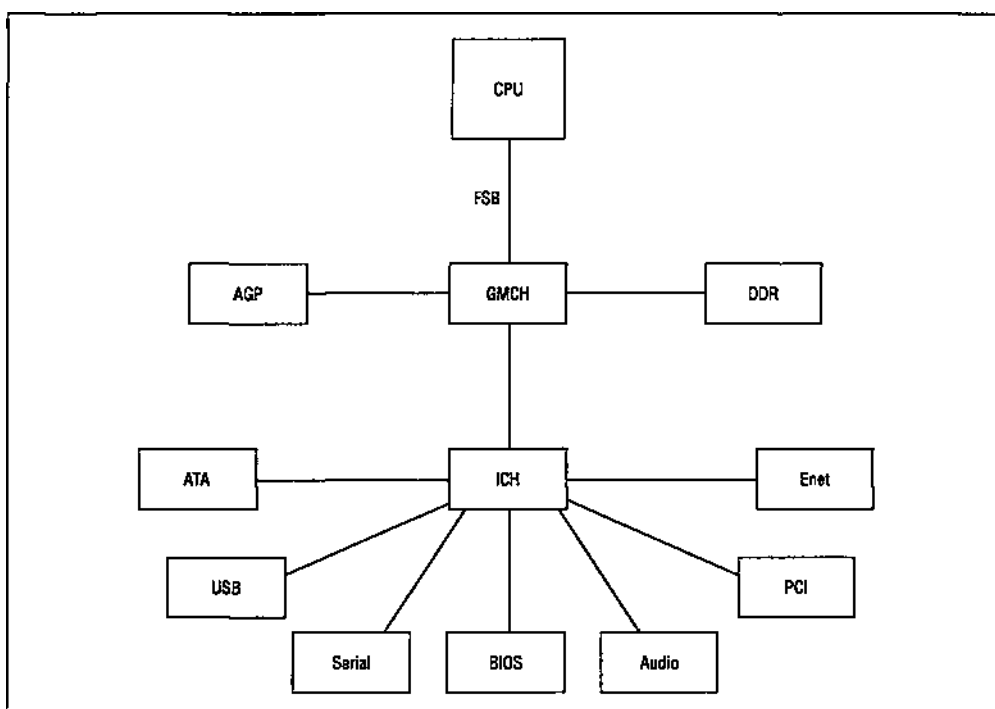 CPU
FSB
AGP
GMCH
DDR
ATA
ICH
Enet
USB
PCI
Serial
BIOS
Audio